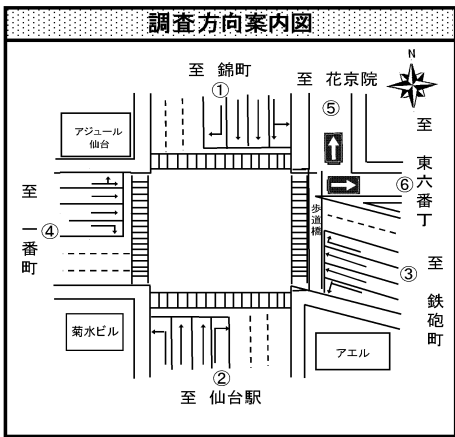 調査方向案内図
至 錦町
①
至 花京院
⑤
N
至 東六番丁
⑥
アジュール
仙台
至 一番町
④
歩道橋
③
至 鉄砲町
菊水ビル
アエル
②
至 仙台駅